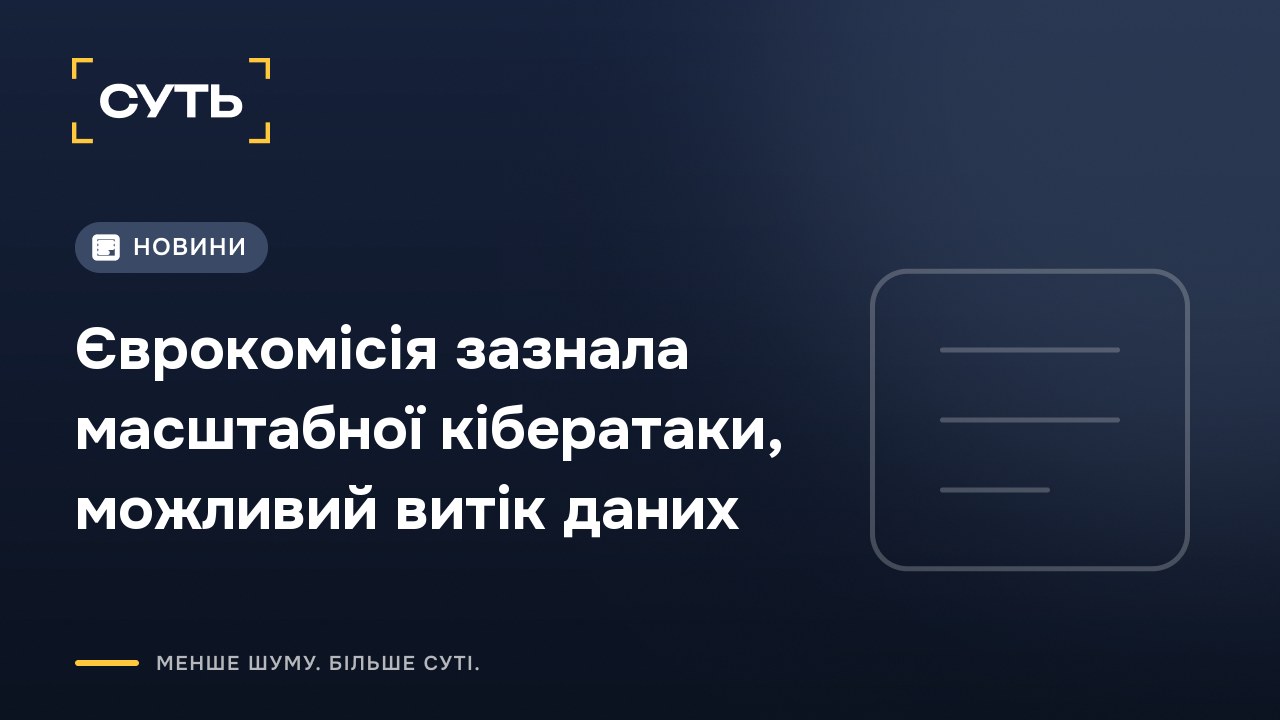 СУТЬ
НОВИНИ
Єврокомісія зазнала
масштабної кібератаки,
можливий витік даних
МЕНШЕ ШУМУ. БІЛЬШЕ СУТІ.